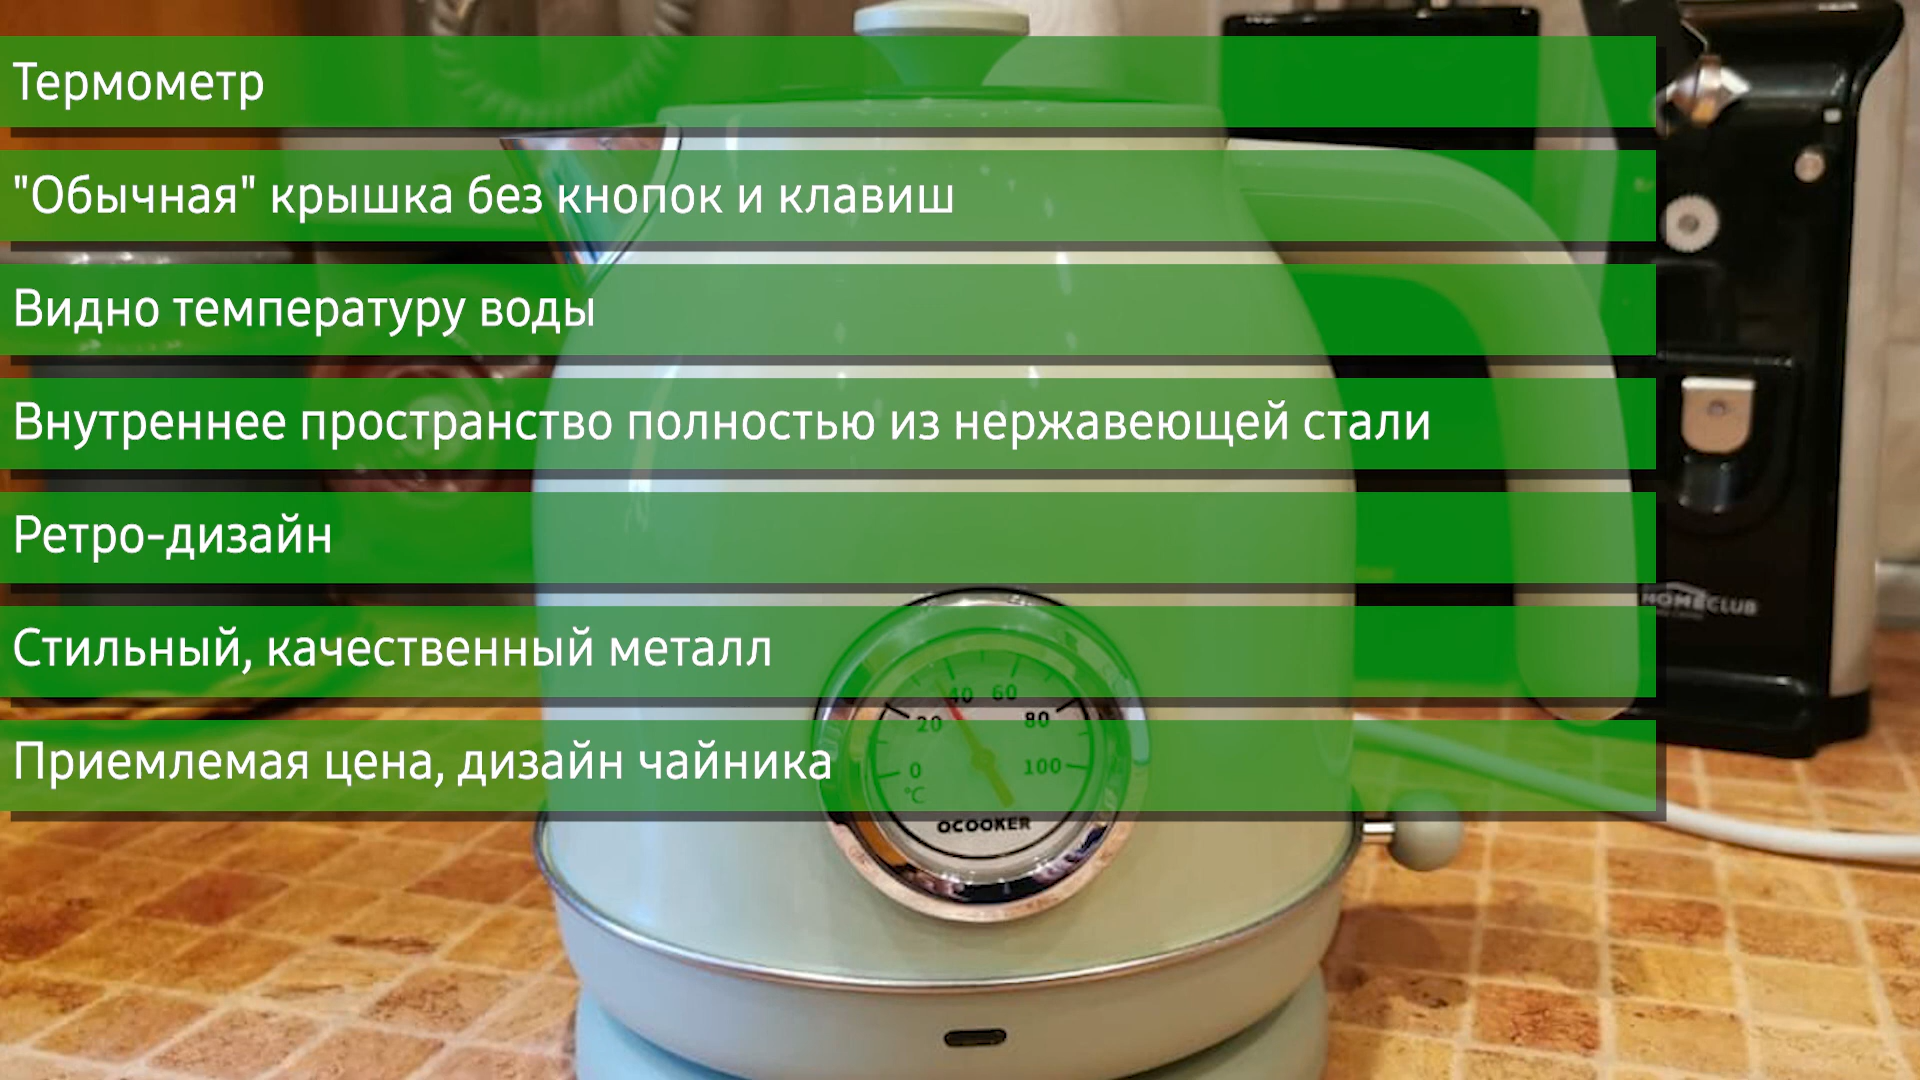 Термометр
"Обычная" крышка без кнопок и клавиш
Видно температуру воды
Внутреннее пространство полностью из нержавеющей стали
Ретро-дизайн
HOMECLUB
Стильный, качественный металл
40 60
20 80
Приемлемая цена, дизайн чайника
0 100
°C
OCOOKER